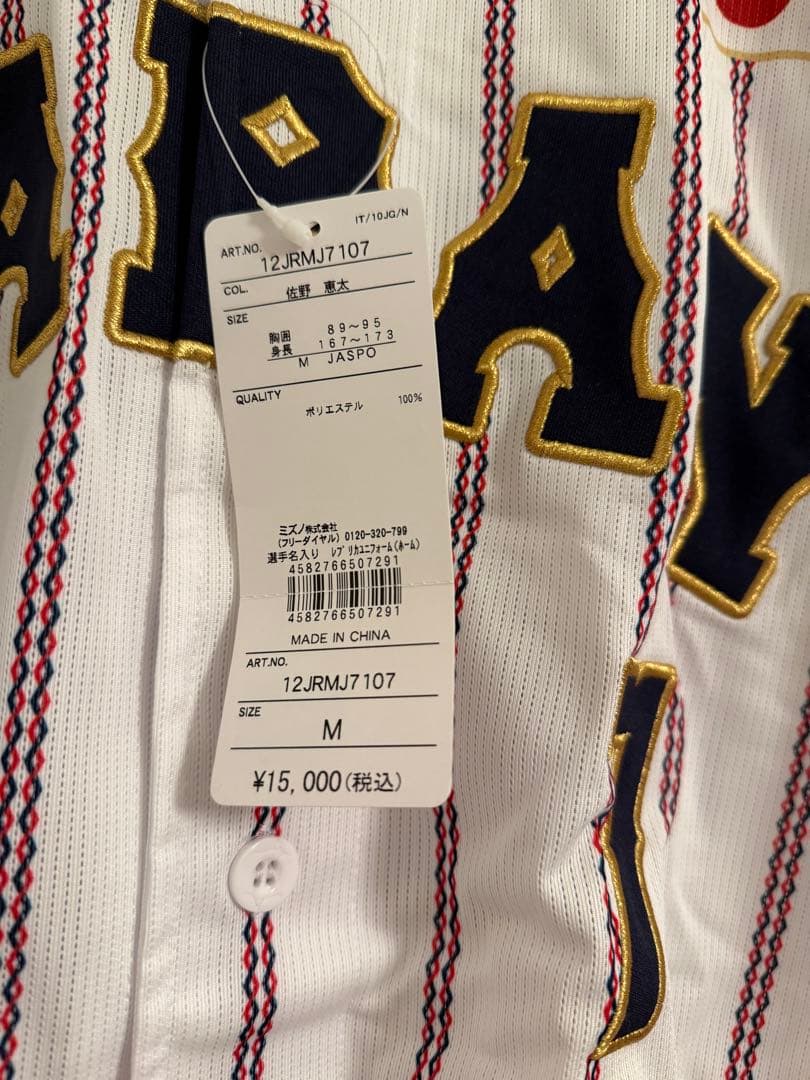 APAY
IT/10JG/N
ART.NO.
12JRMJ7107
COL.
佐野 恵太
SIZE
胸囲 89～95
身長 167～173
M JASPO
QUALITY
ポリエステル 100%
ミズノ株式会社
(フリーダイヤル) 0120-320-799
選手名入り レプリカユニフォーム(ホーム)
4582766507291
4582766507291
MADE IN CHINA
ART.NO.
12JRMJ7107
SIZE
M
¥15,000(税込)